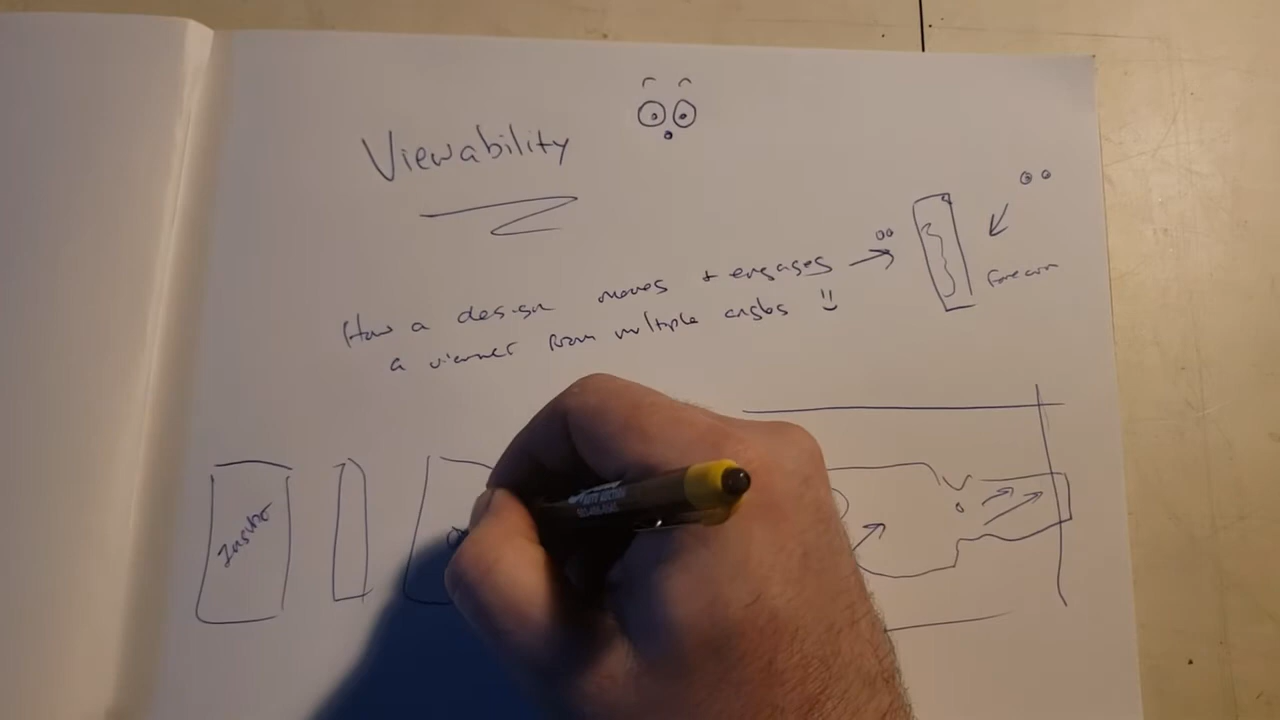 Viewability
How a design moves + engages
a viewer from multiple angles
Forearm
Inside